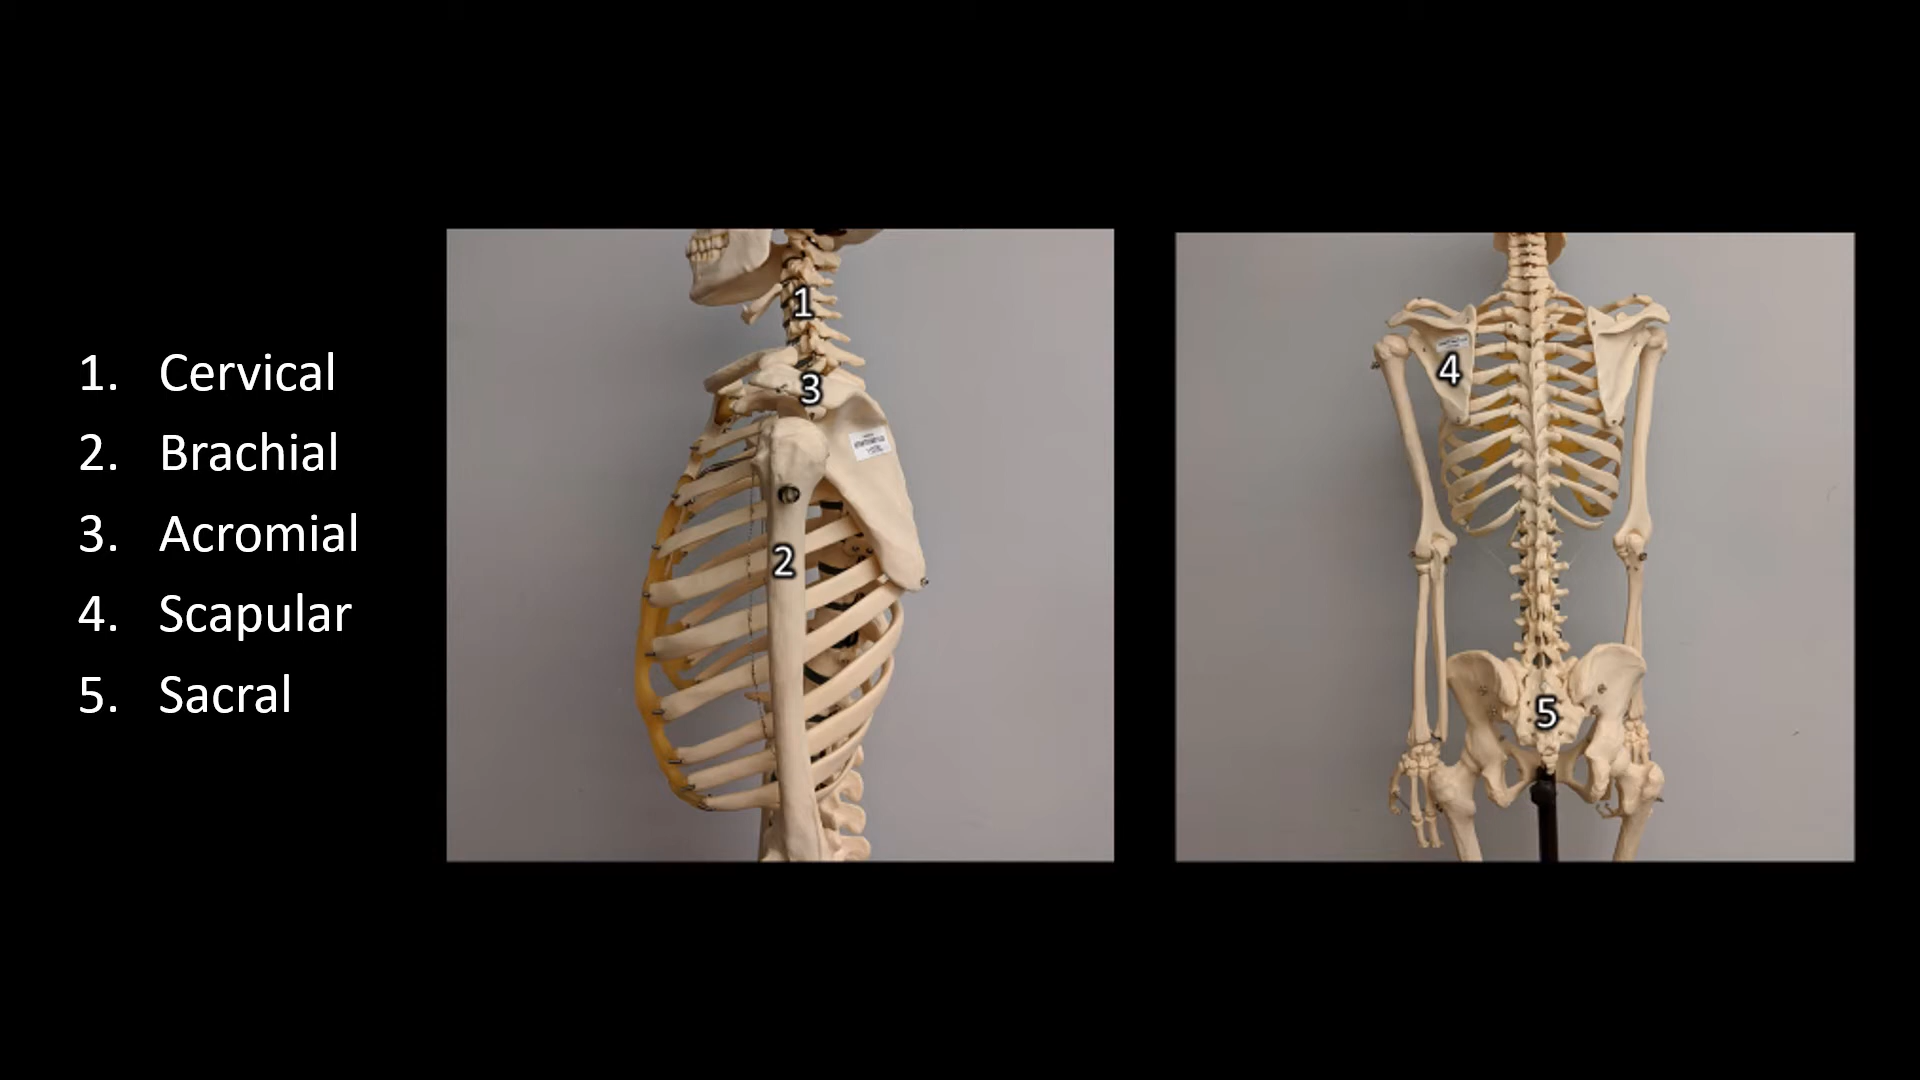 1. Cervical
2. Brachial
3. Acromial
4. Scapular
5. Sacral
1
3
2
4
5